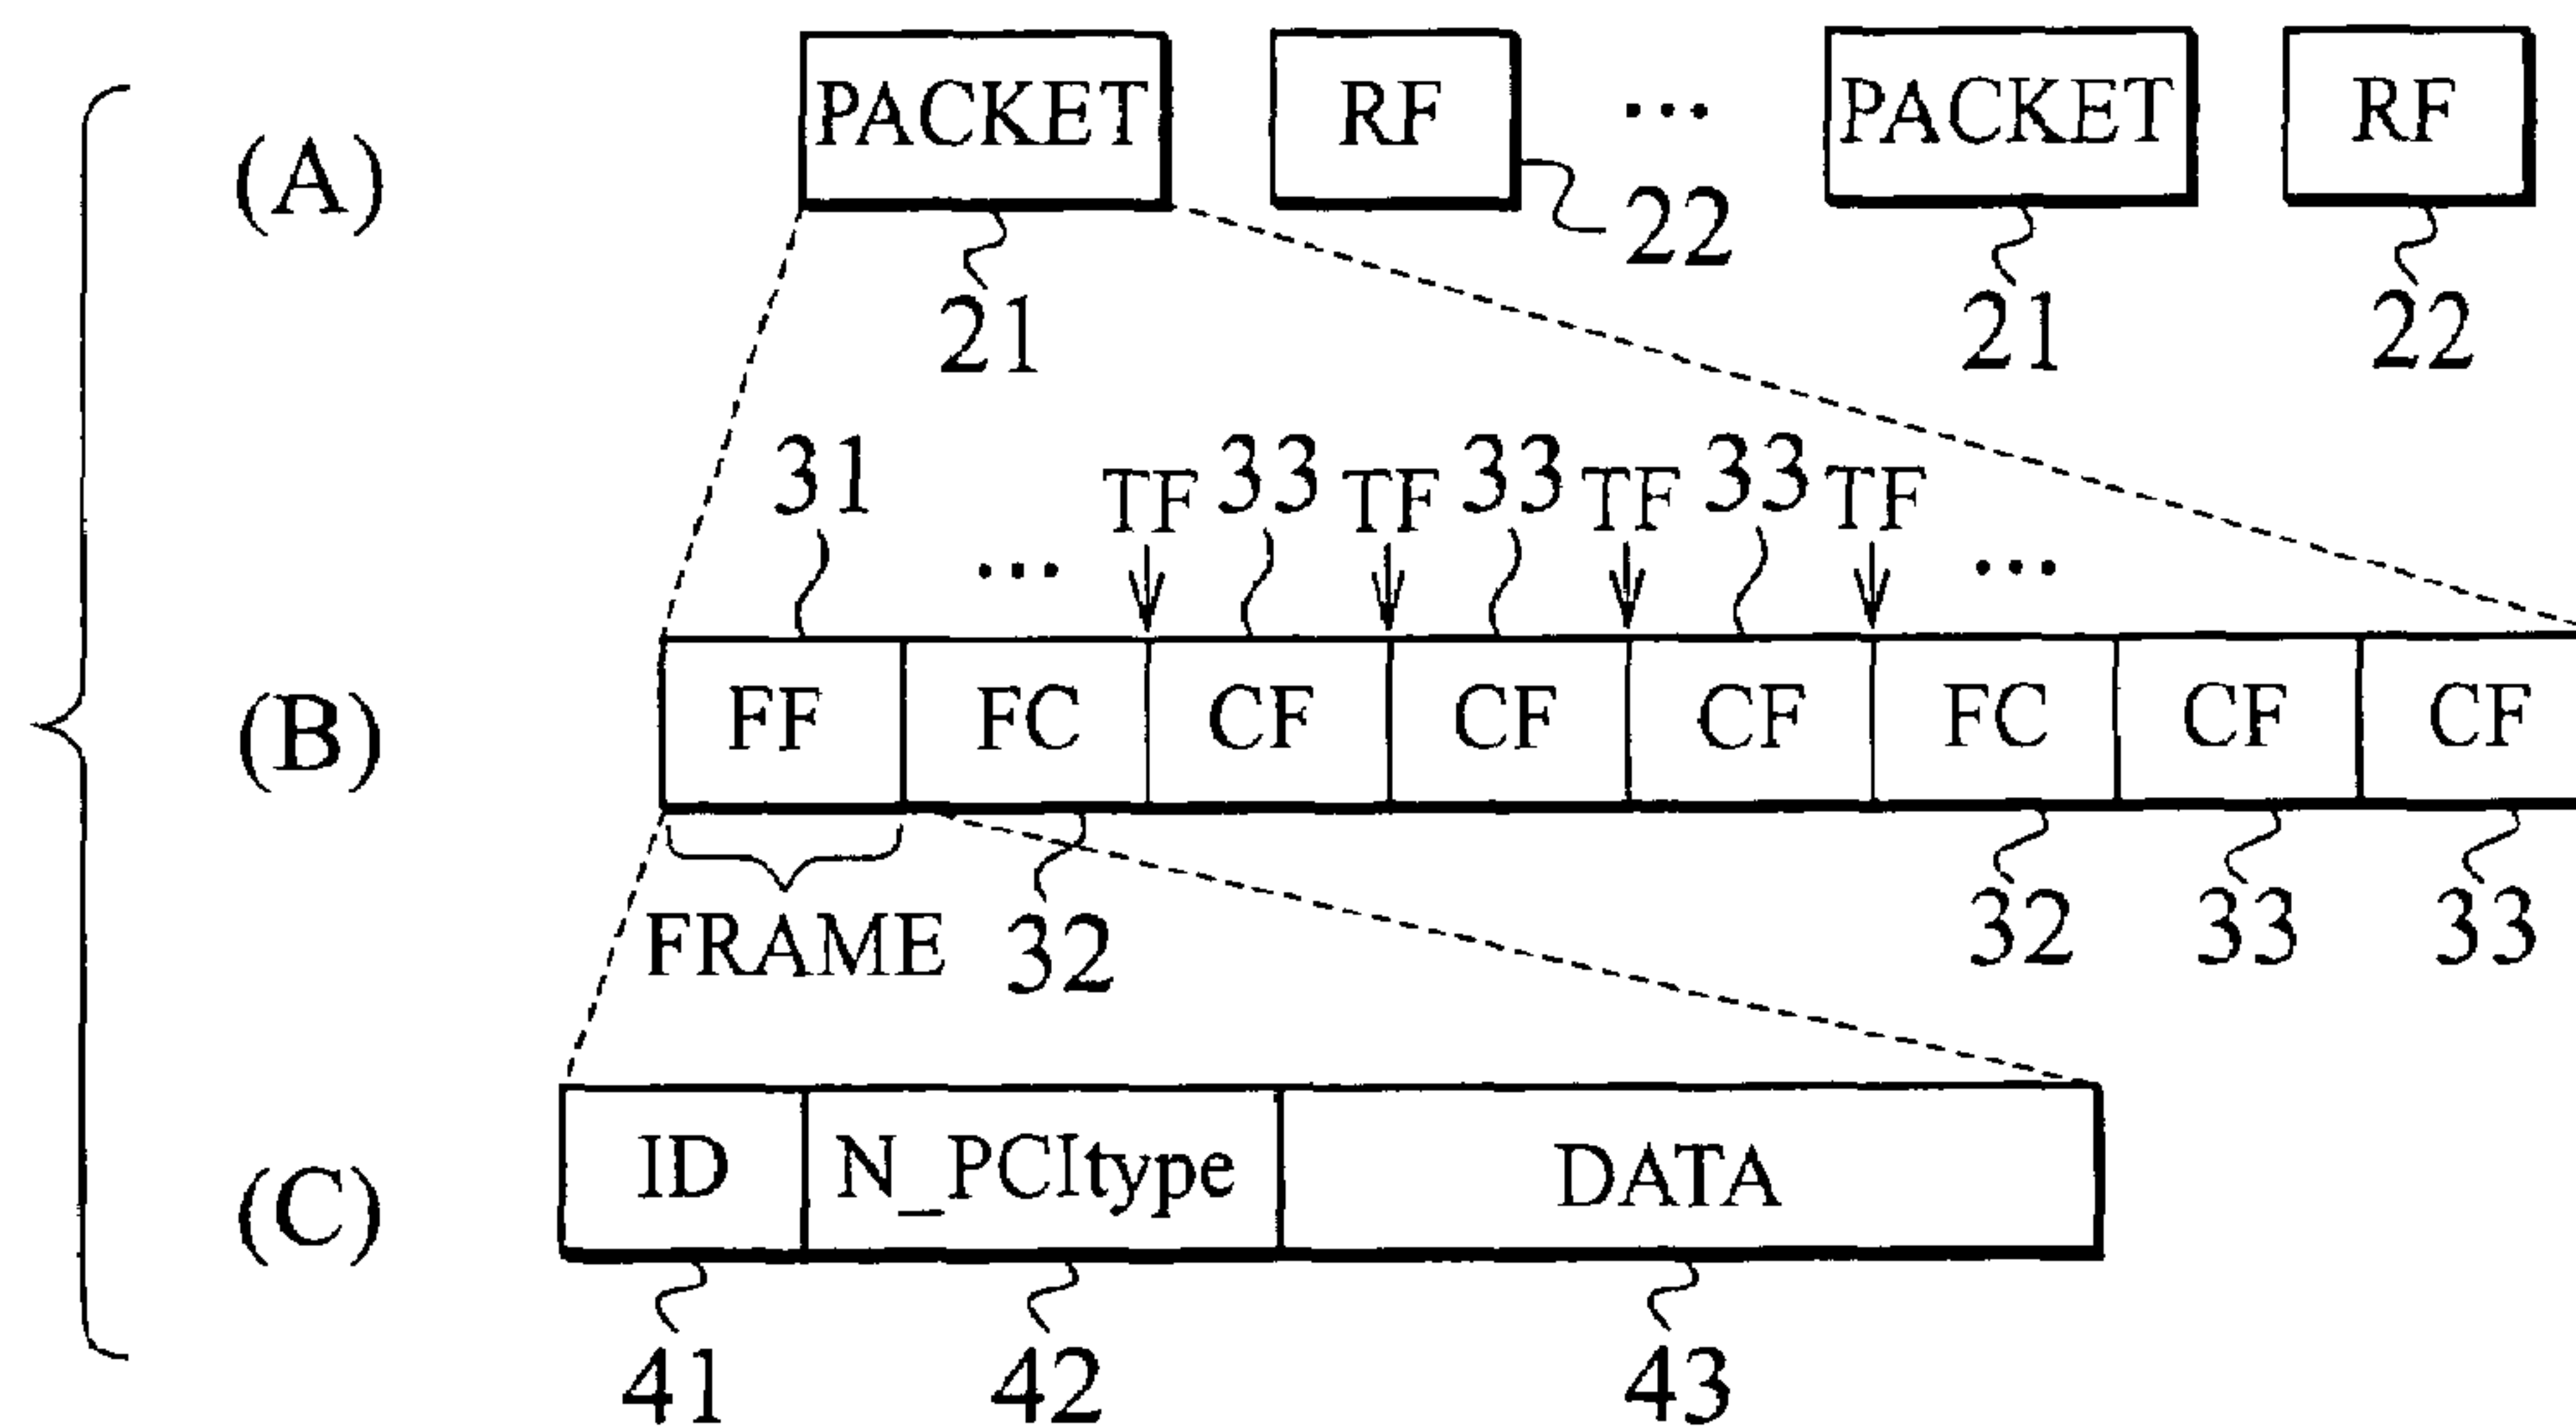 (A) PACKET RF ... PACKET RF
22
21 21 22
31 ... TF 33 TF 33 TF 33 TF ...
(B) FF FC CF CF CF FC CF CF
FRAME 32 32 33 33
(C) ID N_PCItype DATA
41 42 43